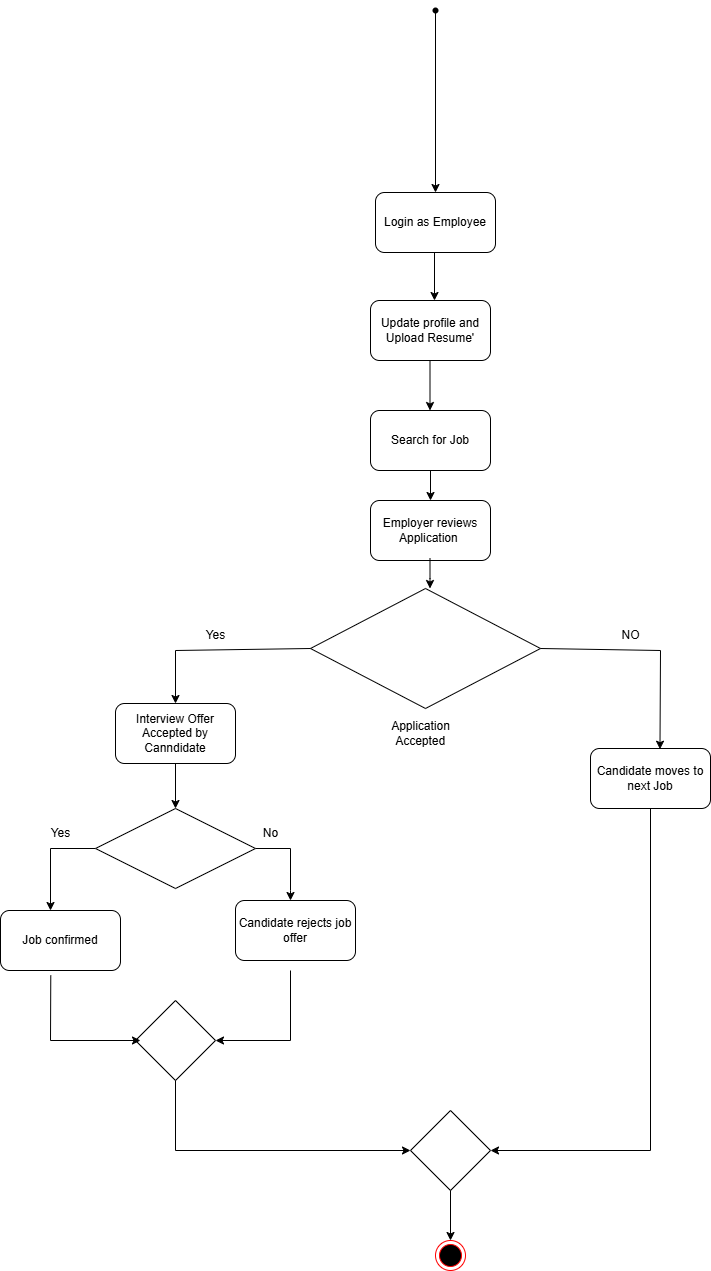 Login as Employee
Update profile and
Upload Resume'
Search for Job
Employer reviews
Application
Yes
NO
Interview Offer
Accepted by
Canndidate
Application
Accepted
Candidate moves to
next Job
Yes
No
Job confirmed
Candidate rejects job
offer